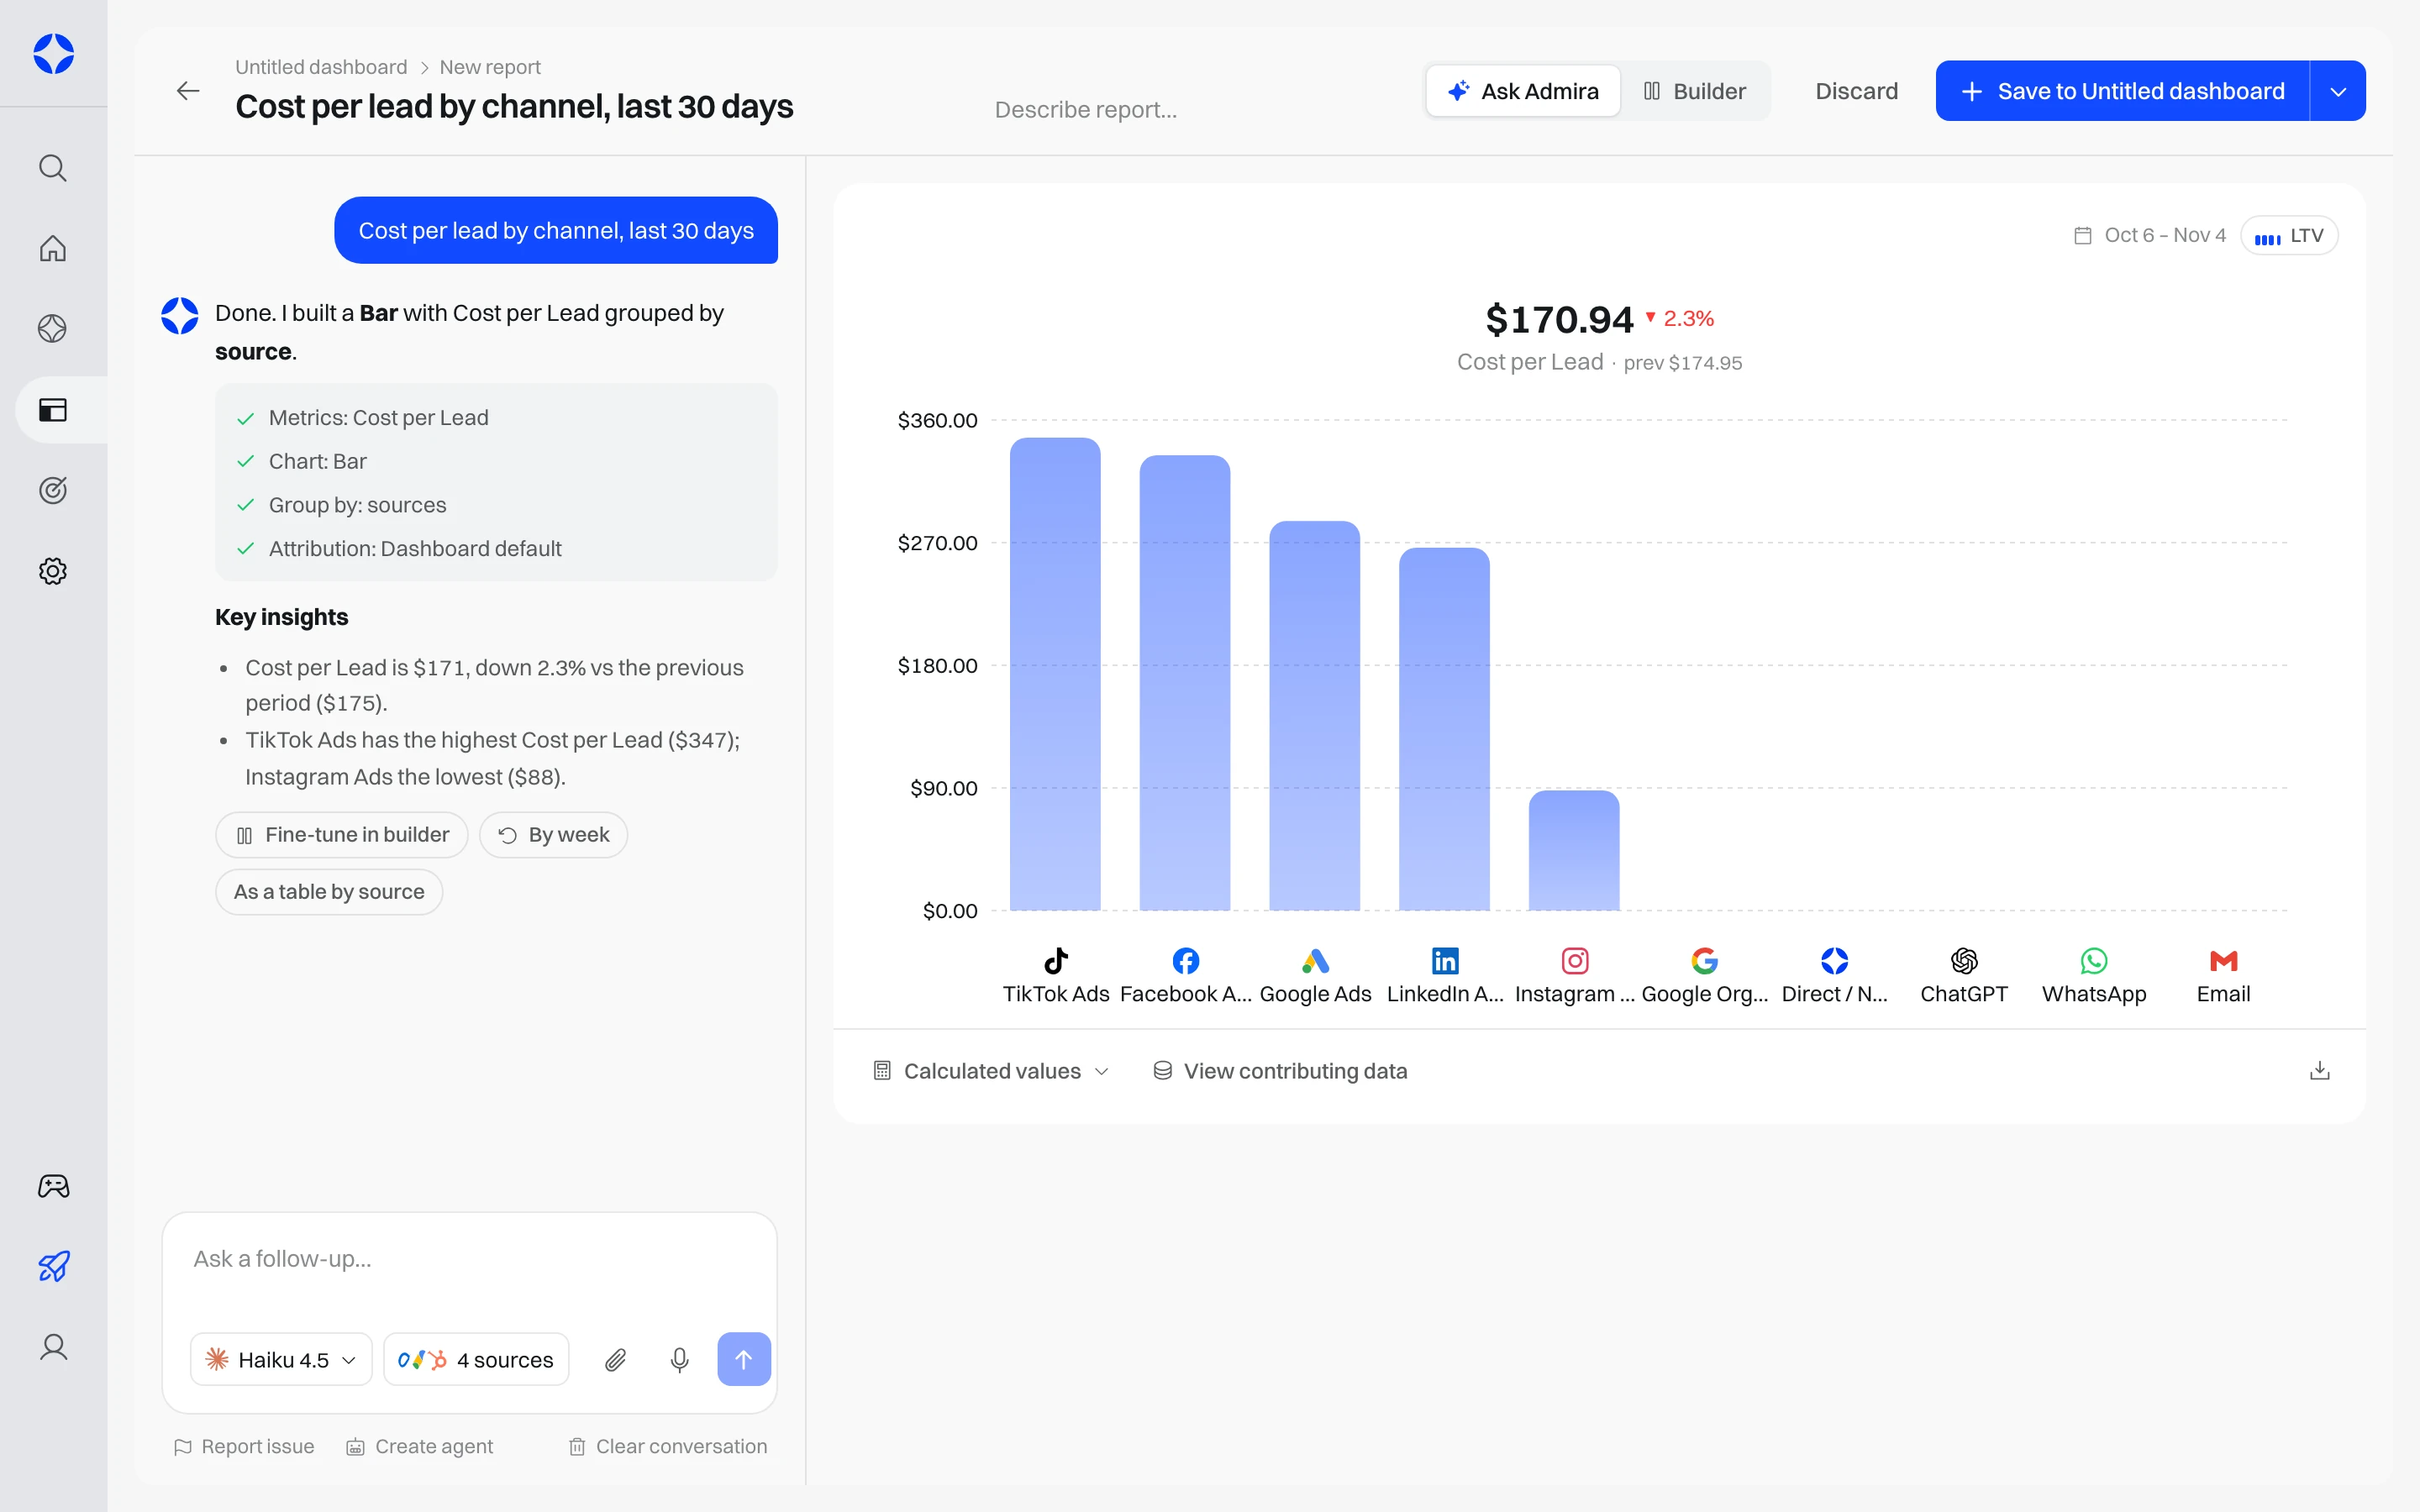 Untitled dashboard > New report
Cost per lead by channel, last 30 days
Describe report...
Ask Admira
Builder
Discard
Save to Untitled dashboard
Cost per lead by channel, last 30 days
Done. I built a Bar with Cost per Lead grouped by
source.
Metrics: Cost per Lead
Chart: Bar
Group by: sources
Attribution: Dashboard default
Key insights
• Cost per Lead is $171, down 2.3% vs the previous
period ($175).
• TikTok Ads has the highest Cost per Lead ($347);
Instagram Ads the lowest ($88).
Fine-tune in builder
By week
As a table by source
Ask a follow-up...
Haiku 4.5
4 sources
Report issue
Create agent
Clear conversation
Oct 6 – Nov 4
LTV
$170.94 ▼ 2.3%
Cost per Lead · prev $174.95
$360.00
$270.00
$180.00
$90.00
$0.00
TikTok Ads
Facebook A...
Google Ads
LinkedIn A...
Instagram ...
Google Org...
Direct / N...
ChatGPT
WhatsApp
Email
Calculated values
View contributing data